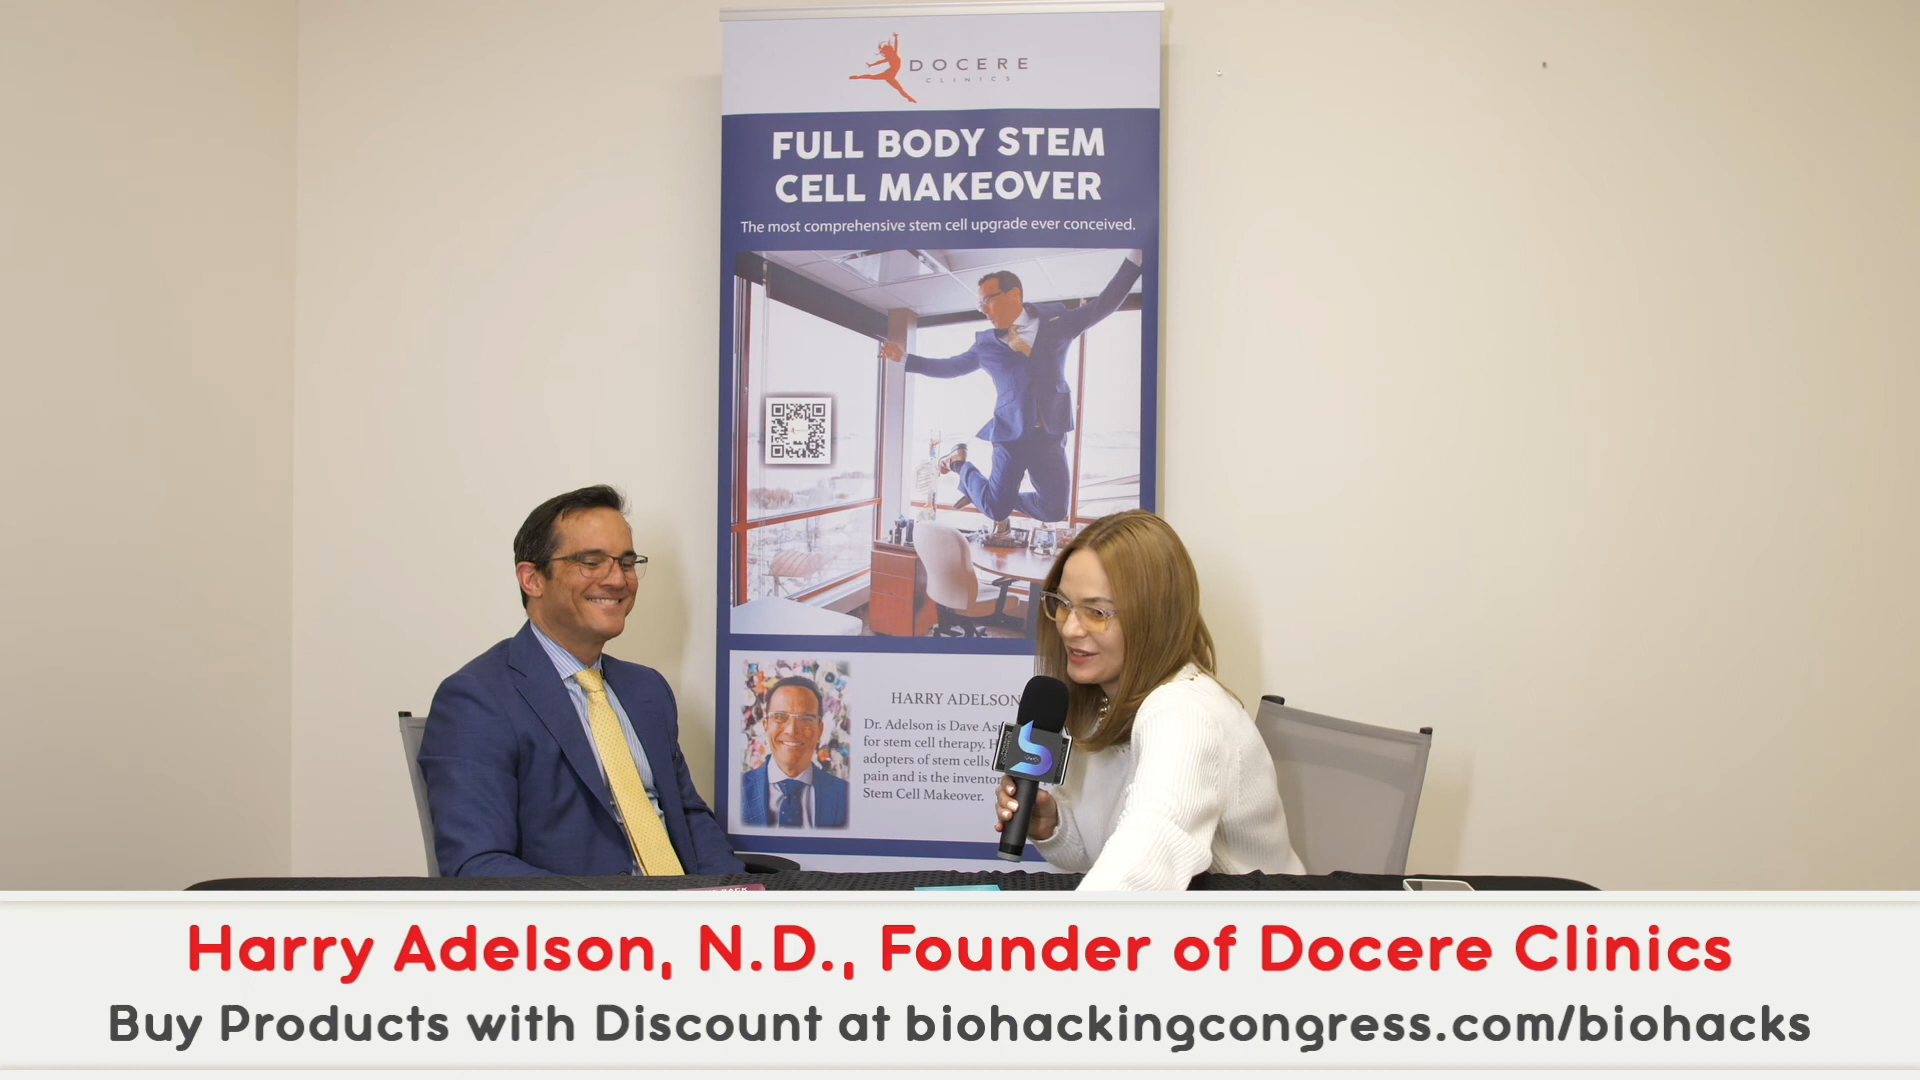 DOCERE
CLINICS
FULL BODY STEM
CELL MAKEOVER
The most comprehensive stem cell upgrade ever conceived.
HARRY ADELSON
Dr. Adelson is Dave
for stem cell therapy.
adopters of stem cells
pain and is the inventor
Stem Cell Makeover.
Harry Adelson, N.D., Founder of Docere Clinics
Buy Products with Discount at biohackingcongress.com/biohacks